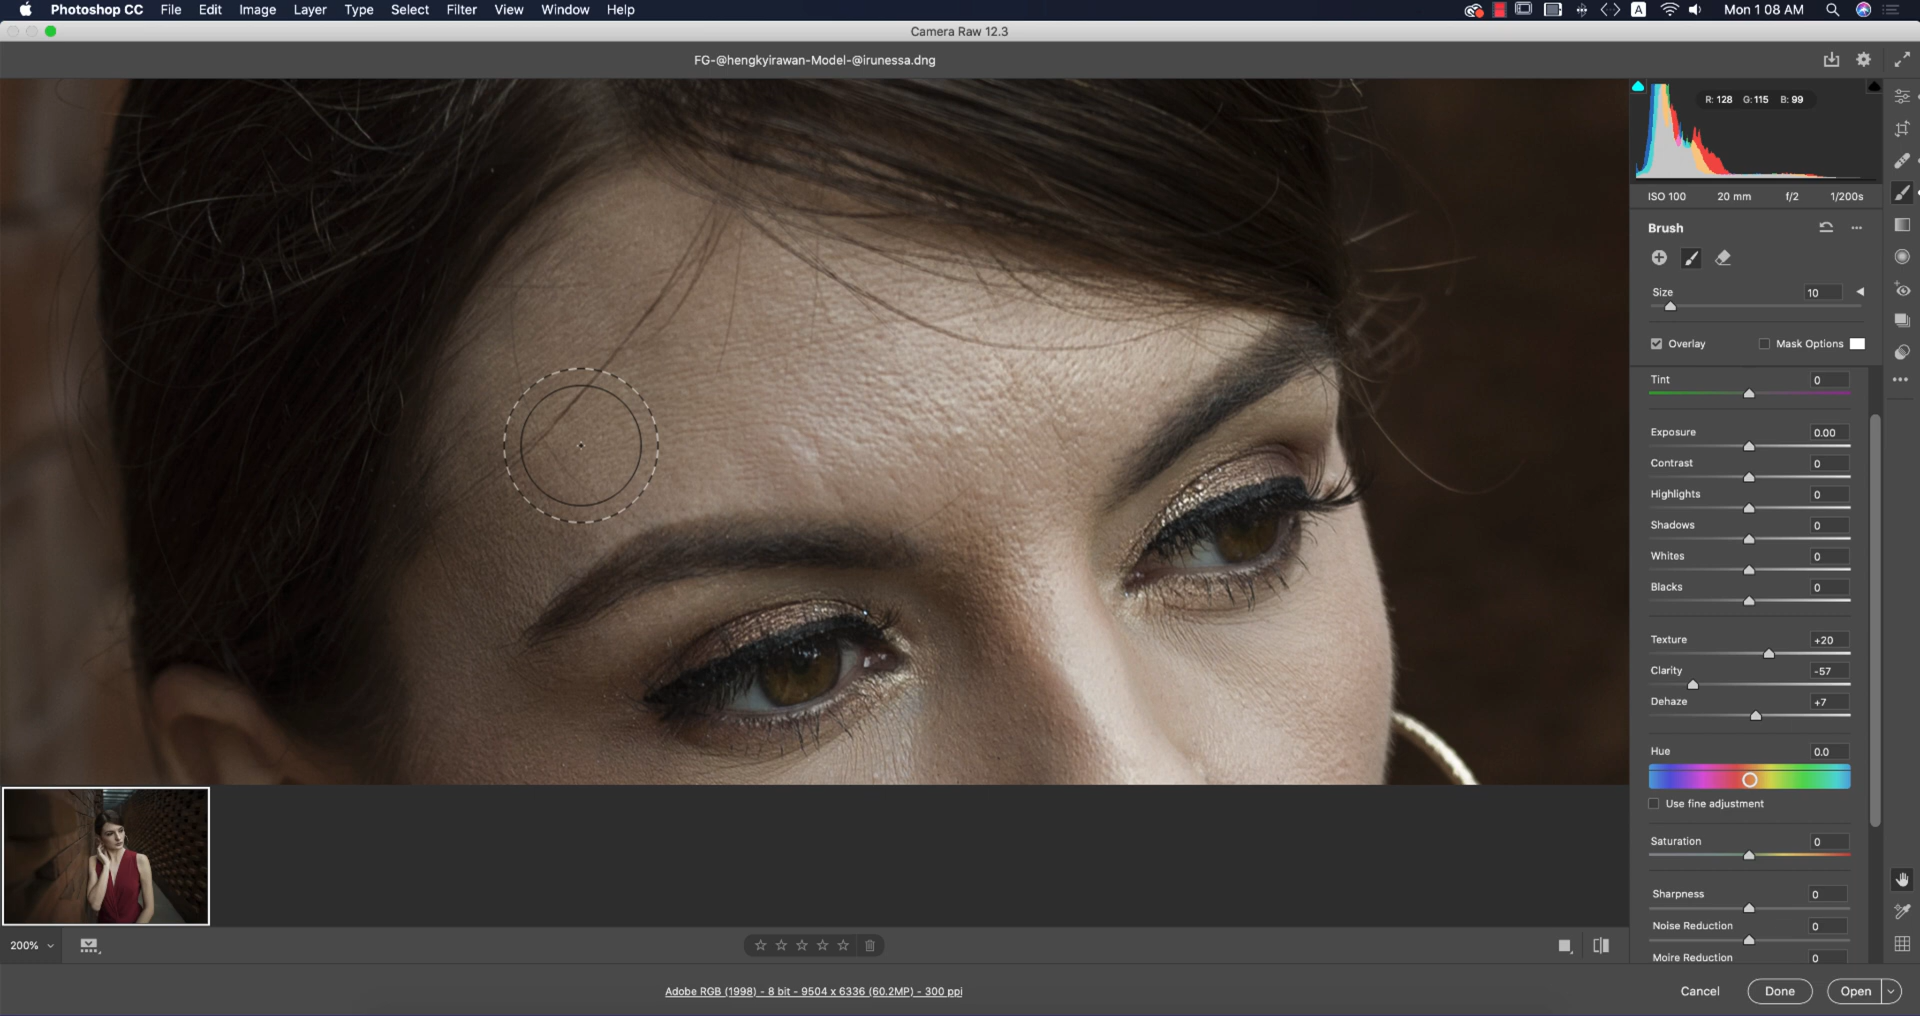 Photoshop CC File Edit Image Layer Type Select Filter View Window Help A Mon 1 08 AM
Camera Raw 12.3
FG-@hengkyirawan-Model-@irunessa.dng
R: 128 G: 115 B: 99
ISO 100 20 mm f/2 1/200s
Brush
Size 10
Overlay Mask Options
Tint 0
Exposure 0.00
Contrast 0
Highlights 0
Shadows 0
Whites 0
Blacks 0
Texture +20
Clarity -57
Dehaze +7
Hue 0.0
Use fine adjustment
Saturation 0
Sharpness 0
Noise Reduction 0
Moire Reduction 0
200%
Adobe RGB (1998) - 8 bit - 9504 x 6336 (60.2MP) - 300 ppi
Cancel Done Open